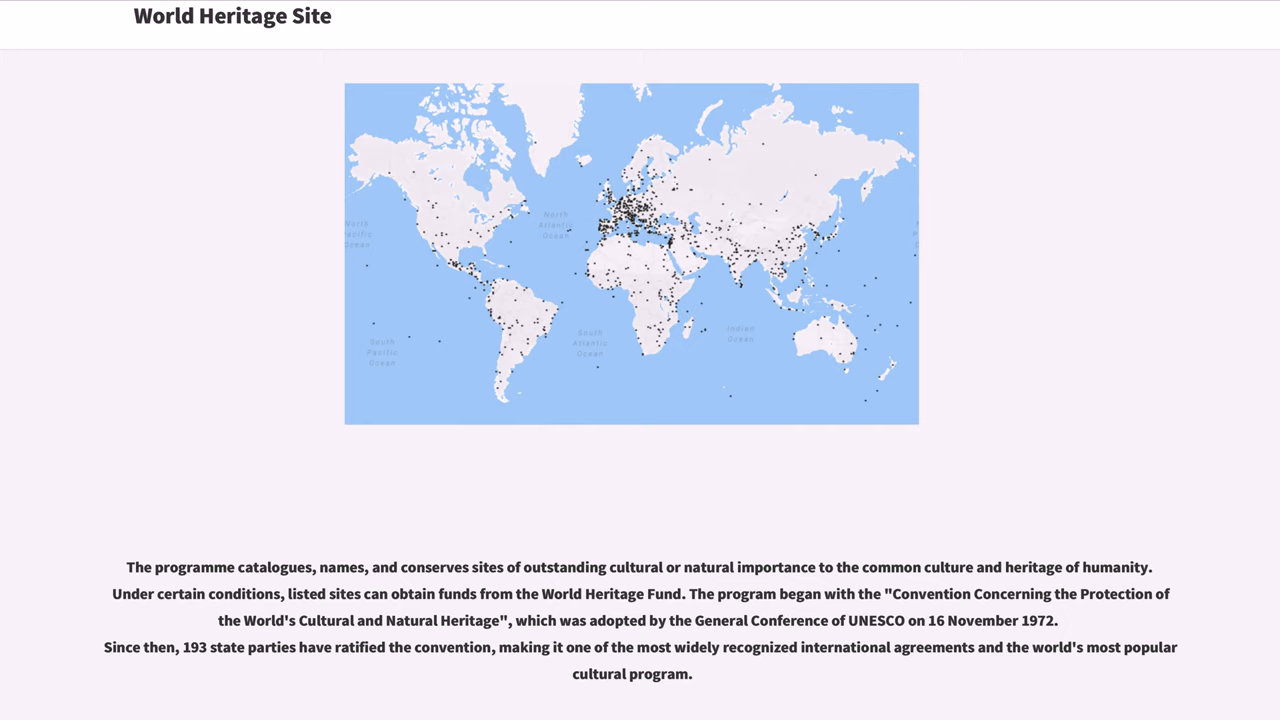 World Heritage Site
North
Atlantic
Ocean
North
Pacific
Ocean
South
Pacific
Ocean
South
Atlantic
Ocean
Indian
Ocean
The programme catalogues, names, and conserves sites of outstanding cultural or natural importance to the common culture and heritage of humanity.
Under certain conditions, listed sites can obtain funds from the World Heritage Fund. The program began with the "Convention Concerning the Protection of
the World's Cultural and Natural Heritage", which was adopted by the General Conference of UNESCO on 16 November 1972.
Since then, 193 state parties have ratified the convention, making it one of the most widely recognized international agreements and the world's most popular
cultural program.